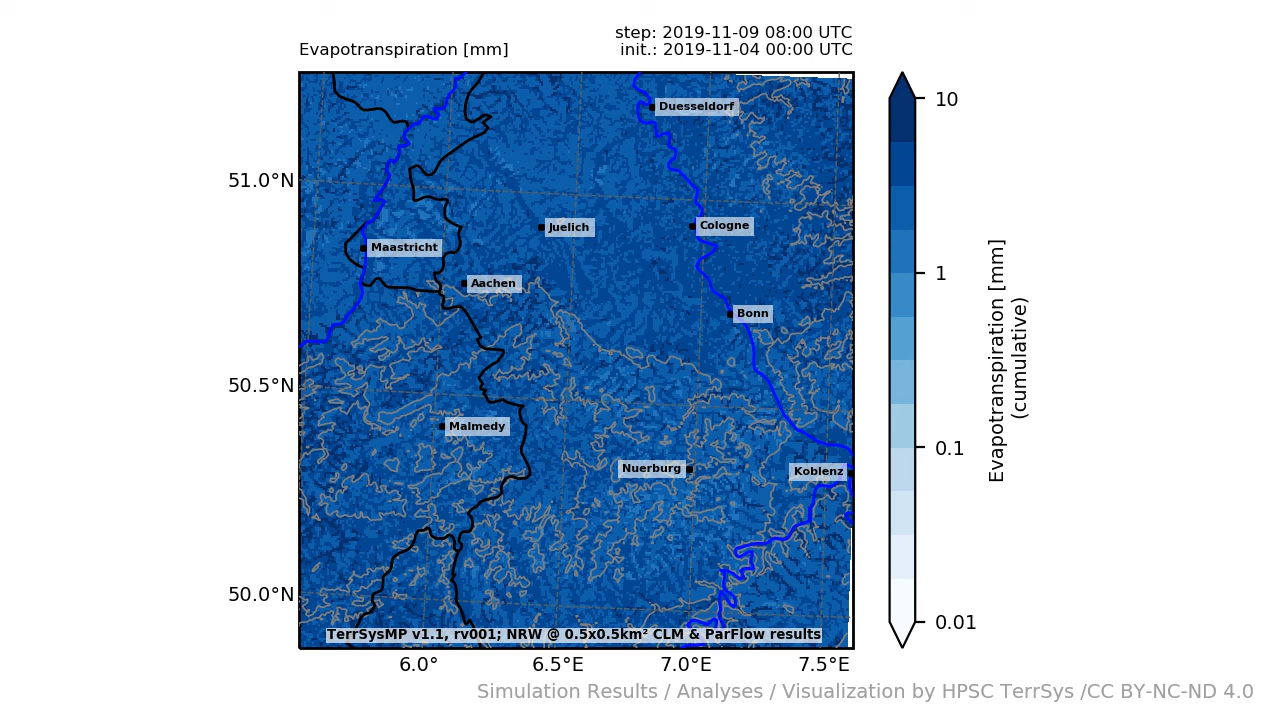 step: 2019-11-09 08:00 UTC
Evapotranspiration [mm]
init.: 2019-11-04 00:00 UTC
10
Duesseldorf
51.0°N
Juelich
Cologne
Maastricht
1
Aachen
Bonn
Evapotranspiration [mm]
(cumulative)
50.5°N
Malmedy
0.1
Nuerburg
Koblenz
50.0°N
0.01
TerrSysMP v1.1, rv001; NRW @ 0.5x0.5km² CLM & ParFlow results
6.0°
6.5°E
7.0°E
7.5°E
Simulation Results / Analyses / Visualization by HPSC TerrSys /CC BY-NC-ND 4.0